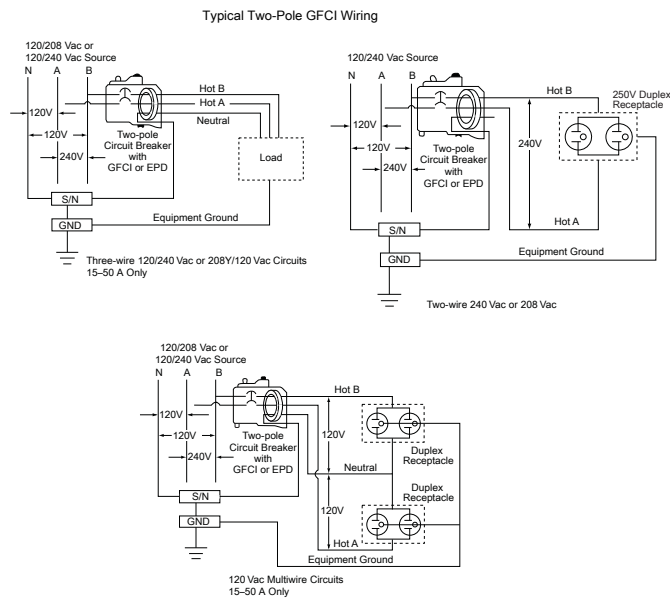 Typical Two-Pole GFCI Wiring
120/208 Vac or
120/240 Vac Source
N A B
120V
120V
240V
Two-pole
Circuit Breaker
with
GFCI or EPD
Hot B
Hot A
Neutral
Load
S/N
GND
Equipment Ground
Three-wire 120/240 Vac or 208Y/120 Vac Circuits
15–50 A Only
120/240 Vac Source
N A B
120V
120V
240V
Two-pole
Circuit Breaker
with
GFCI or EPD
Hot B
240V
250V Duplex
Receptacle
Hot A
S/N
GND
Equipment Ground
Two-wire 240 Vac or 208 Vac
120/208 Vac or
120/240 Vac Source
N A B
120V
120V
240V
Two-pole
Circuit Breaker
with
GFCI or EPD
Hot B
120V
Duplex
Receptacle
Neutral
Duplex
Receptacle
120V
Hot A
S/N
GND
Equipment Ground
120 Vac Multiwire Circuits
15–50 A Only